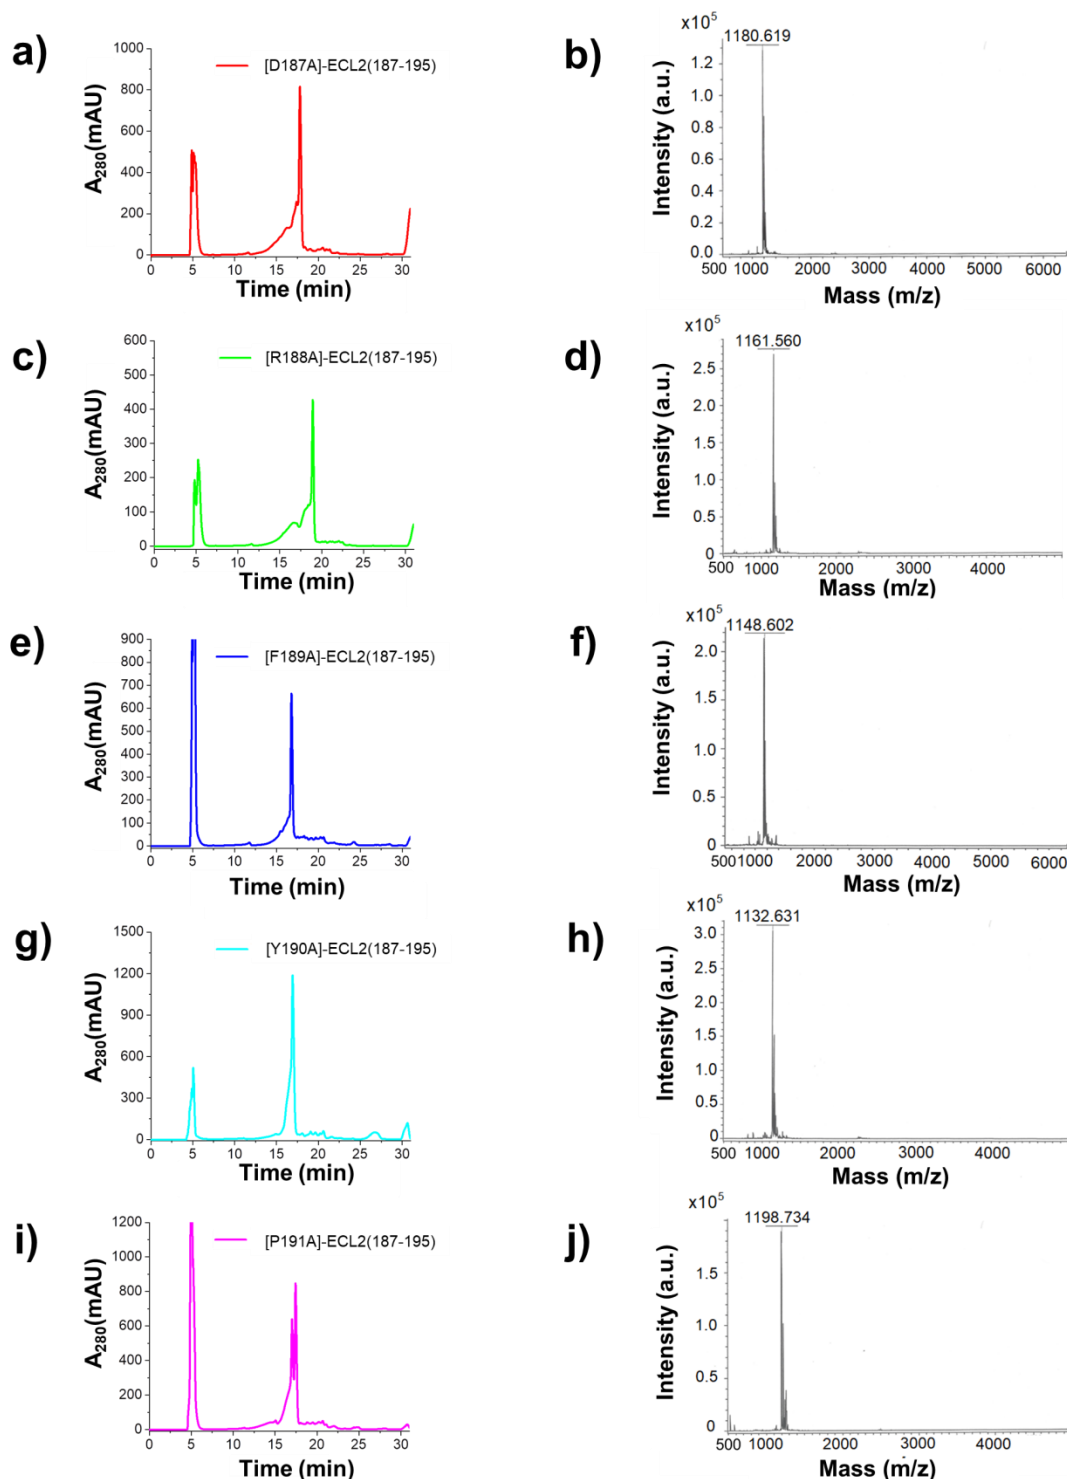 a)
1000
800
600
400
200
0
A280(mAU)
[D187A]-ECL2(187-195)
0 5 10 15 20 25 30
Time (min)
b)
x10^5
1180.619
1.2
1.0
0.8
0.6
0.4
0.2
0.0
Intensity (a.u.)
500 1000 2000 3000 4000 5000 6000
Mass (m/z)
c)
600
500
400
300
200
100
0
A280(mAU)
[R188A]-ECL2(187-195)
0 5 10 15 20 25 30
Time (min)
d)
x10^5
1161.560
2.5
2.0
1.5
1.0
0.5
0
Intensity (a.u.)
500 1000 2000 3000 4000
Mass (m/z)
e)
900
800
700
600
500
400
300
200
100
0
A280(mAU)
[F189A]-ECL2(187-195)
0 5 10 15 20 25 30
Time (min)
f)
x10^5
1148.602
2.0
1.5
1.0
0.5
0
Intensity (a.u.)
5001000 2000 3000 4000 5000 6000
Mass (m/z)
g)
1500
1200
900
600
300
0
A280(mAU)
[Y190A]-ECL2(187-195)
0 5 10 15 20 25 30
Time (min)
h)
x10^5
1132.631
3.0
2.5
2.0
1.5
1.0
0.5
0
Intensity (a.u.)
500 1000 2000 3000 4000
Mass (m/z)
i)
1200
1000
800
600
400
200
0
A280(mAU)
[P191A]-ECL2(187-195)
0 5 10 15 20 25 30
Time (min)
j)
x10^5
1198.734
1.5
1.0
0.5
0
Intensity (a.u.)
500 1000 2000 3000 4000
Mass (m/z)